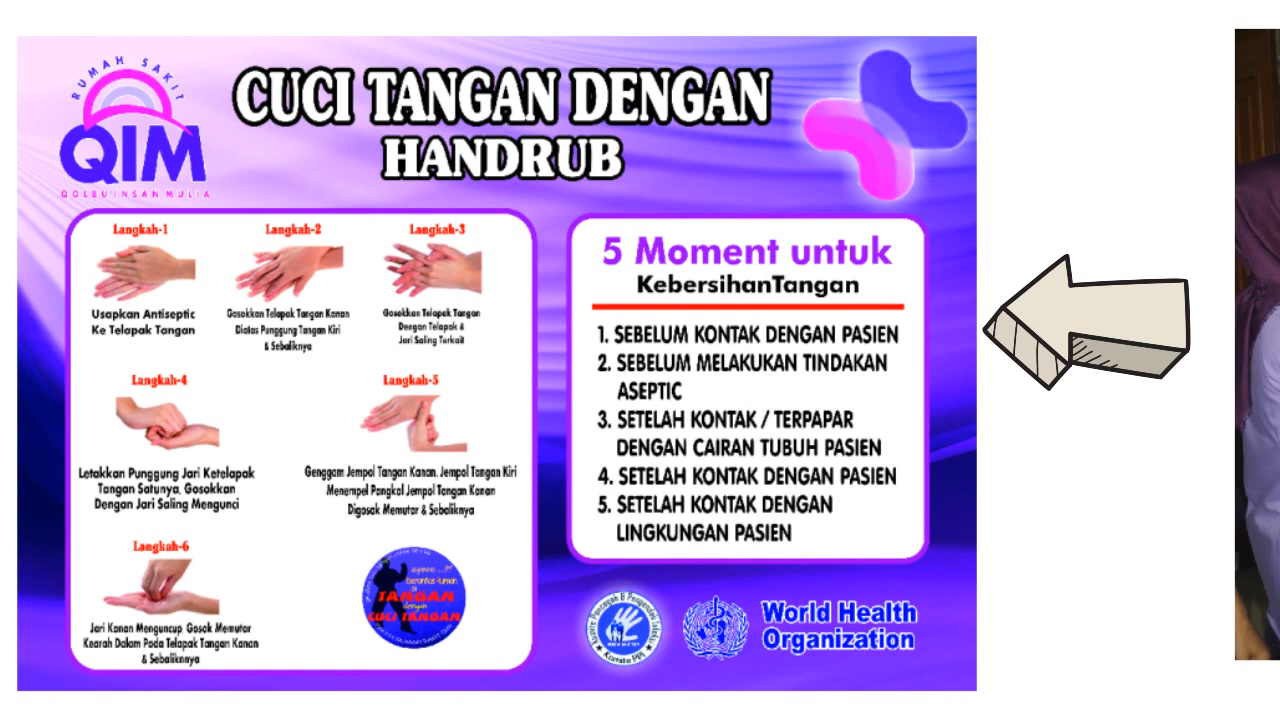 RUMAH SAKIT
QIM
QOLBU INSAN MULIA
CUCI TANGAN DENGAN
HANDRUB
Langkah-1
Usapkan Antiseptic
Ke Telapak Tangan
Langkah-2
Gosokkan Telapak Tangan Kanan
Diatas Punggung Tangan Kiri
& Sebaliknya
Langkah-3
Gosokkan Telapak Tangan
Dengan Telapak &
Jari Saling Terkait
Langkah-4
Letakkan Punggung Jari Ketelapak
Tangan Satunya, Gosokkan
Dengan Jari Saling Mengunci
Langkah-5
Genggam Jempol Tangan Kanan, Jempol Tangan Kiri
Menempel Pangkal Jempol Tangan Kanan
Digosok Memutar & Sebaliknya
Langkah-6
Jari Kanan Menguncup, Gosok Memutar
Kearah Dalam Pada Telapak Tangan Kanan
& Sebaliknnya
berantas kuman
TANGAN
dengan
CUCI TANGAN
5 Moment untuk
KebersihanTangan
1. SEBELUM KONTAK DENGAN PASIEN
2. SEBELUM MELAKUKAN TINDAKAN
ASEPTIC
3. SETELAH KONTAK / TERPAPAR
DENGAN CAIRAN TUBUH PASIEN
4. SETELAH KONTAK DENGAN PASIEN
5. SETELAH KONTAK DENGAN
LINGKUNGAN PASIEN
Komite PPI
World Health
Organization